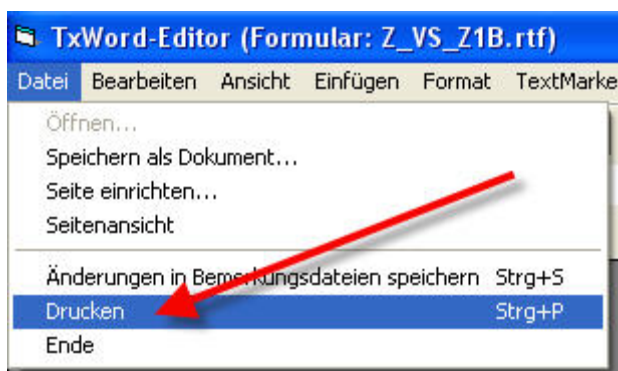 TxWord-Editor (Formular: Z_VS_Z1B.rtf)
Datei Bearbeiten Ansicht Einfügen Format TextMarke
Öffnen...
Speichern als Dokument...
Seite einrichten...
Seitenansicht
Änderungen in Bemerkungsdateien speichern Strg+S
Drucken Strg+P
Ende